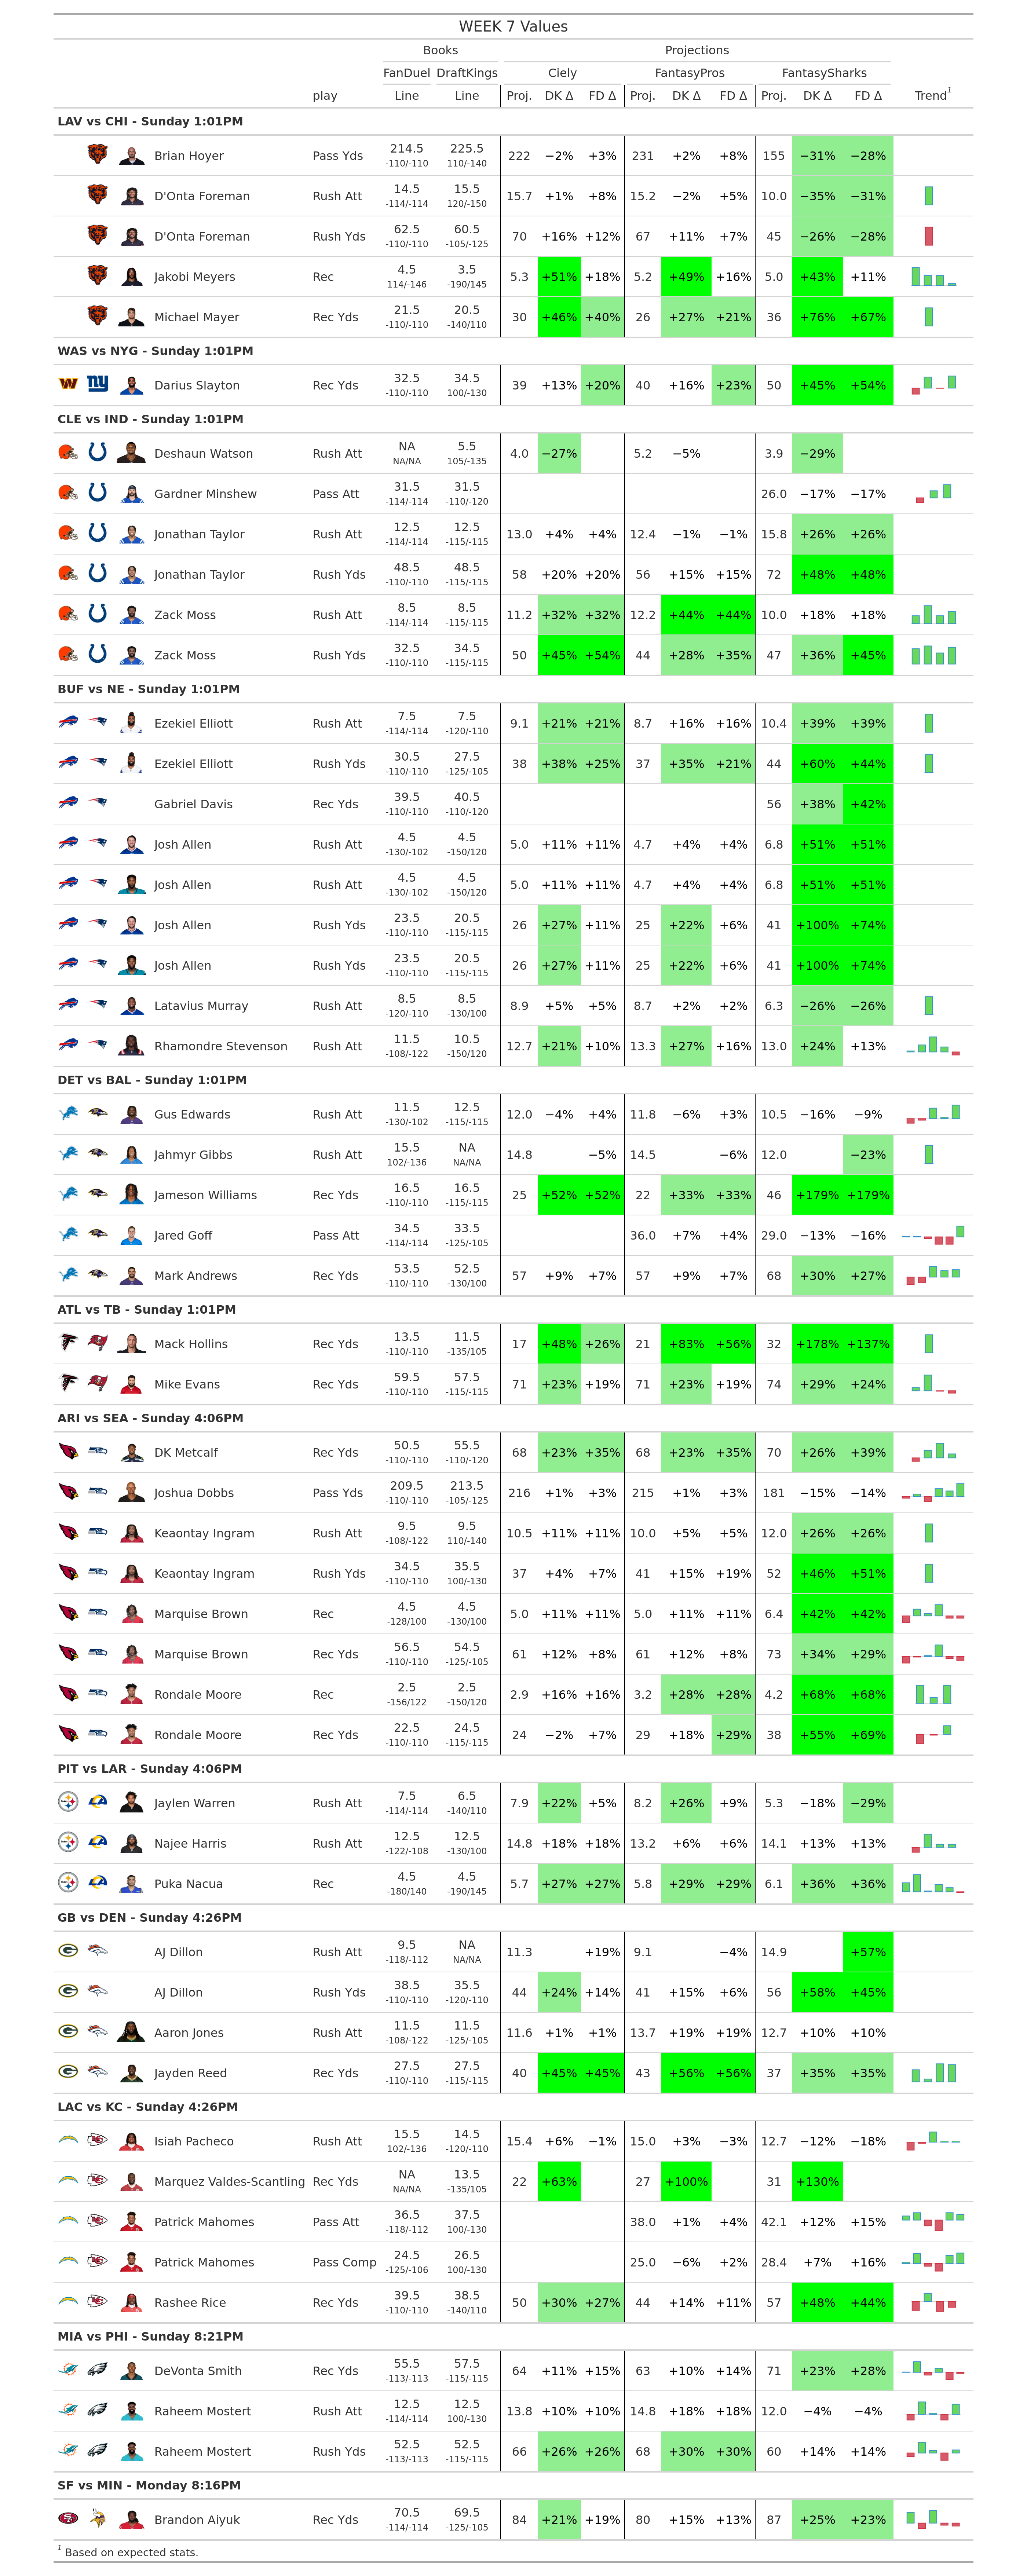 WEEK 7 Values
Books Projections
FanDuel DraftKings Ciely FantasyPros FantasySharks
play Line Line Proj. DK Δ FD Δ Proj. DK Δ FD Δ Proj. DK Δ FD Δ Trend1
LAV vs CHI - Sunday 1:01PM
Brian Hoyer Pass Yds 214.5 225.5 222 −2% +3% 231 +2% +8% 155 −31% −28%
-110/-110 110/-140
D'Onta Foreman Rush Att 14.5 15.5 15.7 +1% +8% 15.2 −2% +5% 10.0 −35% −31%
-114/-114 120/-150
D'Onta Foreman Rush Yds 62.5 60.5 70 +16% +12% 67 +11% +7% 45 −26% −28%
-110/-110 -105/-125
Jakobi Meyers Rec 4.5 3.5 5.3 +51% +18% 5.2 +49% +16% 5.0 +43% +11%
114/-146 -190/145
Michael Mayer Rec Yds 21.5 20.5 30 +46% +40% 26 +27% +21% 36 +76% +67%
-110/-110 -140/110
WAS vs NYG - Sunday 1:01PM
Darius Slayton Rec Yds 32.5 34.5 39 +13% +20% 40 +16% +23% 50 +45% +54%
-110/-110 100/-130
CLE vs IND - Sunday 1:01PM
Deshaun Watson Rush Att NA 5.5 4.0 −27% 5.2 −5% 3.9 −29%
NA/NA 105/-135
Gardner Minshew Pass Att 31.5 31.5 26.0 −17% −17%
-114/-114 -110/-120
Jonathan Taylor Rush Att 12.5 12.5 13.0 +4% +4% 12.4 −1% −1% 15.8 +26% +26%
-114/-114 -115/-115
Jonathan Taylor Rush Yds 48.5 48.5 58 +20% +20% 56 +15% +15% 72 +48% +48%
-110/-110 -115/-115
Zack Moss Rush Att 8.5 8.5 11.2 +32% +32% 12.2 +44% +44% 10.0 +18% +18%
-114/-114 -115/-115
Zack Moss Rush Yds 32.5 34.5 50 +45% +54% 44 +28% +35% 47 +36% +45%
-110/-110 -115/-115
BUF vs NE - Sunday 1:01PM
Ezekiel Elliott Rush Att 7.5 7.5 9.1 +21% +21% 8.7 +16% +16% 10.4 +39% +39%
-114/-114 -120/-110
Ezekiel Elliott Rush Yds 30.5 27.5 38 +38% +25% 37 +35% +21% 44 +60% +44%
-110/-110 -125/-105
Gabriel Davis Rec Yds 39.5 40.5 56 +38% +42%
-110/-110 -110/-120
Josh Allen Rush Att 4.5 4.5 5.0 +11% +11% 4.7 +4% +4% 6.8 +51% +51%
-130/-102 -150/120
Josh Allen Rush Att 4.5 4.5 5.0 +11% +11% 4.7 +4% +4% 6.8 +51% +51%
-130/-102 -150/120
Josh Allen Rush Yds 23.5 20.5 26 +27% +11% 25 +22% +6% 41 +100% +74%
-110/-110 -115/-115
Josh Allen Rush Yds 23.5 20.5 26 +27% +11% 25 +22% +6% 41 +100% +74%
-110/-110 -115/-115
Latavius Murray Rush Att 8.5 8.5 8.9 +5% +5% 8.7 +2% +2% 6.3 −26% −26%
-120/-110 -130/100
Rhamondre Stevenson Rush Att 11.5 10.5 12.7 +21% +10% 13.3 +27% +16% 13.0 +24% +13%
-108/-122 -150/120
DET vs BAL - Sunday 1:01PM
Gus Edwards Rush Att 11.5 12.5 12.0 −4% +4% 11.8 −6% +3% 10.5 −16% −9%
-130/-102 -115/-115
Jahmyr Gibbs Rush Att 15.5 NA 14.8 −5% 14.5 −6% 12.0 −23%
102/-136 NA/NA
Jameson Williams Rec Yds 16.5 16.5 25 +52% +52% 22 +33% +33% 46 +179% +179%
-110/-110 -115/-115
Jared Goff Pass Att 34.5 33.5 36.0 +7% +4% 29.0 −13% −16%
-114/-114 -125/-105
Mark Andrews Rec Yds 53.5 52.5 57 +9% +7% 57 +9% +7% 68 +30% +27%
-110/-110 -130/100
ATL vs TB - Sunday 1:01PM
Mack Hollins Rec Yds 13.5 11.5 17 +48% +26% 21 +83% +56% 32 +178% +137%
-110/-110 -135/105
Mike Evans Rec Yds 59.5 57.5 71 +23% +19% 71 +23% +19% 74 +29% +24%
-110/-110 -115/-115
ARI vs SEA - Sunday 4:06PM
DK Metcalf Rec Yds 50.5 55.5 68 +23% +35% 68 +23% +35% 70 +26% +39%
-110/-110 -110/-120
Joshua Dobbs Pass Yds 209.5 213.5 216 +1% +3% 215 +1% +3% 181 −15% −14%
-110/-110 -105/-125
Keaontay Ingram Rush Att 9.5 9.5 10.5 +11% +11% 10.0 +5% +5% 12.0 +26% +26%
-108/-122 110/-140
Keaontay Ingram Rush Yds 34.5 35.5 37 +4% +7% 41 +15% +19% 52 +46% +51%
-110/-110 100/-130
Marquise Brown Rec 4.5 4.5 5.0 +11% +11% 5.0 +11% +11% 6.4 +42% +42%
-128/100 -130/100
Marquise Brown Rec Yds 56.5 54.5 61 +12% +8% 61 +12% +8% 73 +34% +29%
-110/-110 -125/-105
Rondale Moore Rec 2.5 2.5 2.9 +16% +16% 3.2 +28% +28% 4.2 +68% +68%
-156/122 -150/120
Rondale Moore Rec Yds 22.5 24.5 24 −2% +7% 29 +18% +29% 38 +55% +69%
-110/-110 -115/-115
PIT vs LAR - Sunday 4:06PM
Jaylen Warren Rush Att 7.5 6.5 7.9 +22% +5% 8.2 +26% +9% 5.3 −18% −29%
-114/-114 -140/110
Najee Harris Rush Att 12.5 12.5 14.8 +18% +18% 13.2 +6% +6% 14.1 +13% +13%
-122/-108 -130/100
Puka Nacua Rec 4.5 4.5 5.7 +27% +27% 5.8 +29% +29% 6.1 +36% +36%
-180/140 -190/145
GB vs DEN - Sunday 4:26PM
AJ Dillon Rush Att 9.5 NA 11.3 +19% 9.1 −4% 14.9 +57%
-118/-112 NA/NA
AJ Dillon Rush Yds 38.5 35.5 44 +24% +14% 41 +15% +6% 56 +58% +45%
-110/-110 -120/-110
Aaron Jones Rush Att 11.5 11.5 11.6 +1% +1% 13.7 +19% +19% 12.7 +10% +10%
-108/-122 -125/-105
Jayden Reed Rec Yds 27.5 27.5 40 +45% +45% 43 +56% +56% 37 +35% +35%
-110/-110 -115/-115
LAC vs KC - Sunday 4:26PM
Isiah Pacheco Rush Att 15.5 14.5 15.4 +6% −1% 15.0 +3% −3% 12.7 −12% −18%
102/-136 -120/-110
Marquez Valdes-Scantling Rec Yds NA 13.5 22 +63% 27 +100% 31 +130%
NA/NA -135/105
Patrick Mahomes Pass Att 36.5 37.5 38.0 +1% +4% 42.1 +12% +15%
-118/-112 100/-130
Patrick Mahomes Pass Comp 24.5 26.5 25.0 −6% +2% 28.4 +7% +16%
-125/-106 100/-130
Rashee Rice Rec Yds 39.5 38.5 50 +30% +27% 44 +14% +11% 57 +48% +44%
-110/-110 -140/110
MIA vs PHI - Sunday 8:21PM
DeVonta Smith Rec Yds 55.5 57.5 64 +11% +15% 63 +10% +14% 71 +23% +28%
-113/-113 -115/-115
Raheem Mostert Rush Att 12.5 12.5 13.8 +10% +10% 14.8 +18% +18% 12.0 −4% −4%
-114/-114 100/-130
Raheem Mostert Rush Yds 52.5 52.5 66 +26% +26% 68 +30% +30% 60 +14% +14%
-113/-113 -115/-115
SF vs MIN - Monday 8:16PM
Brandon Aiyuk Rec Yds 70.5 69.5 84 +21% +19% 80 +15% +13% 87 +25% +23%
-114/-114 -125/-105
1 Based on expected stats.